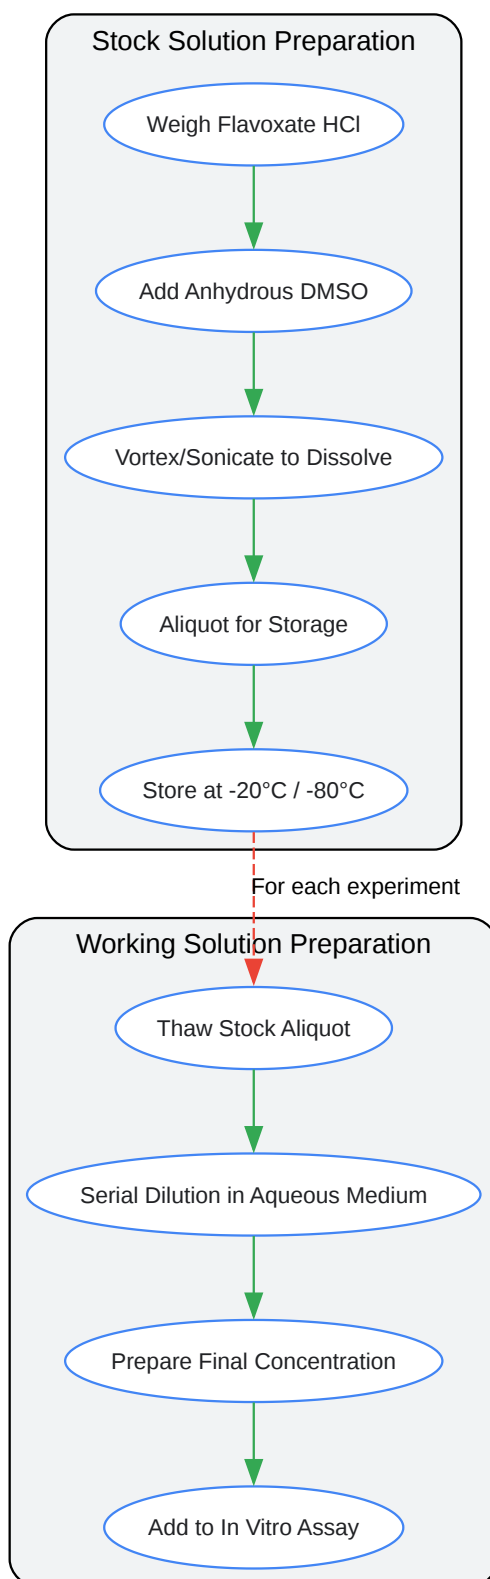 Stock Solution Preparation
Weigh Flavoxate HCl
Add Anhydrous DMSO
Vortex/Sonicate to Dissolve
Aliquot for Storage
Store at -20°C / -80°C
For each experiment
Working Solution Preparation
Thaw Stock Aliquot
Serial Dilution in Aqueous Medium
Prepare Final Concentration
Add to In Vitro Assay